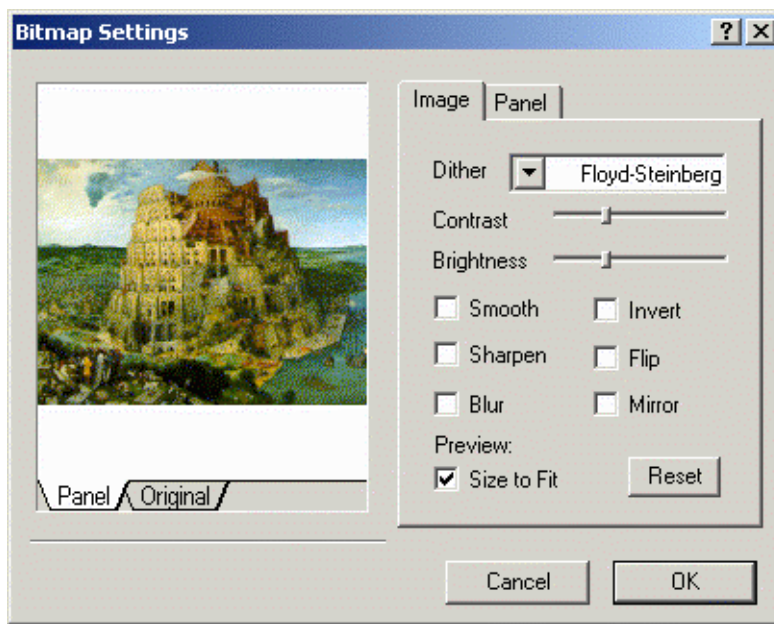 Bitmap Settings
Image Panel
Dither Floyd-Steinberg
Contrast
Brightness
Smooth Invert
Sharpen Flip
Blur Mirror
Preview:
Size to Fit Reset
Panel Original
Cancel OK